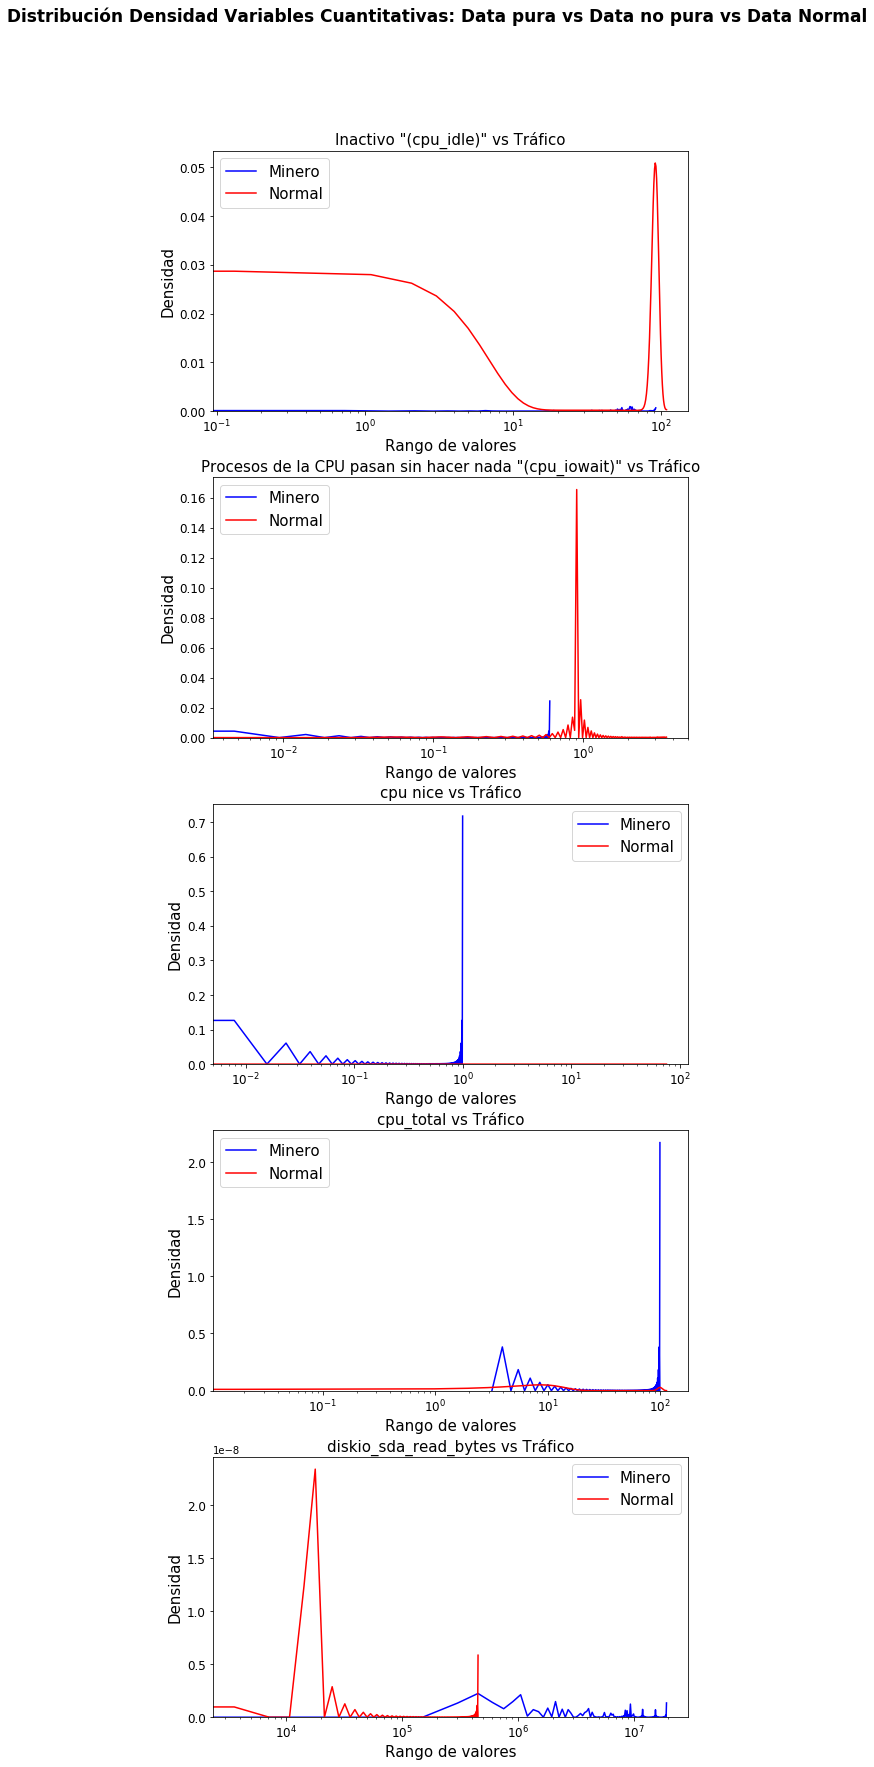 Distribución Densidad Variables Cuantitativas: Data pura vs Data no pura vs Data Normal
Inactivo "(cpu_idle)" vs Tráfico
Minero
Normal
0.05
0.04
0.03
0.02
0.01
0.00
Densidad
10⁻¹ 10⁰ 10¹ 10²
Rango de valores
Procesos de la CPU pasan sin hacer nada "(cpu_iowait)" vs Tráfico
Minero
Normal
0.16
0.14
0.12
0.10
0.08
0.06
0.04
0.02
0.00
Densidad
10⁻² 10⁻¹ 10⁰
Rango de valores
cpu nice vs Tráfico
Minero
Normal
0.7
0.6
0.5
0.4
0.3
0.2
0.1
0.0
Densidad
10⁻² 10⁻¹ 10⁰ 10¹ 10²
Rango de valores
cpu_total vs Tráfico
Minero
Normal
2.0
1.5
1.0
0.5
0.0
Densidad
10⁻¹ 10⁰ 10¹ 10²
Rango de valores
diskio_sda_read_bytes vs Tráfico
1e−8
Minero
Normal
2.0
1.5
1.0
0.5
0.0
Densidad
10⁴ 10⁵ 10⁶ 10⁷
Rango de valores